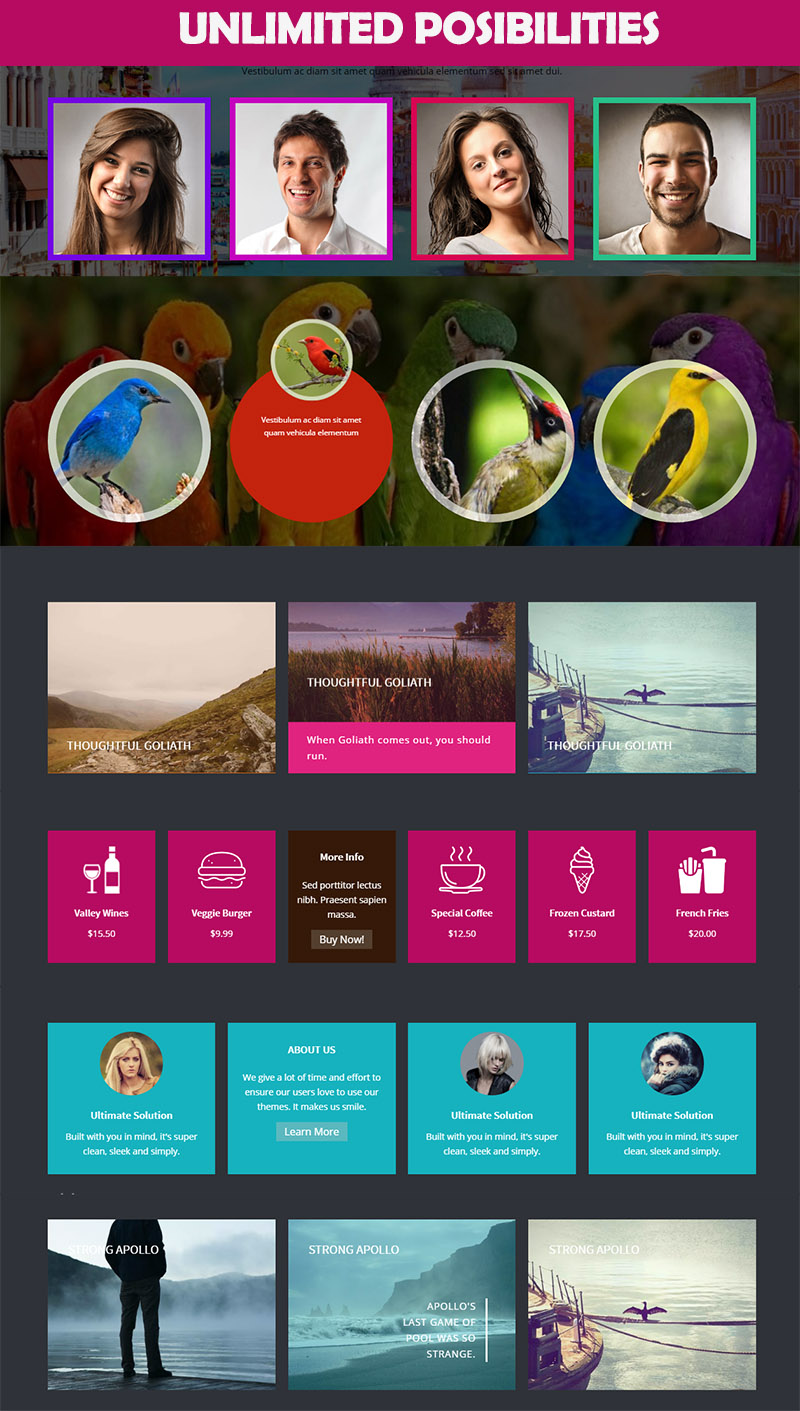 UNLIMITED POSIBILITIES
Vestibulum ac diam sit amet quam vehicula elementum sed sit amet dui.
Vestibulum ac diam sit amet
quam vehicula elementum
THOUGHTFUL GOLIATH
THOUGHTFUL GOLIATH
When Goliath comes out, you should
run.
THOUGHTFUL GOLIATH
Valley Wines
$15.50
Veggie Burger
$9.99
More Info
Sed porttitor lectus
nibh. Praesent sapien
massa.
Buy Now!
Special Coffee
$12.50
Frozen Custard
$17.50
French Fries
$20.00
Ultimate Solution
Built with you in mind, it's super
clean, sleek and simply.
ABOUT US
We give a lot of time and effort to
ensure our users love to use our
themes. It makes us smile.
Learn More
Ultimate Solution
Built with you in mind, it's super
clean, sleek and simply.
Ultimate Solution
Built with you in mind, it's super
clean, sleek and simply.
STRONG APOLLO
STRONG APOLLO
APOLLO'S
LAST GAME OF
POOL WAS SO
STRANGE.
STRONG APOLLO